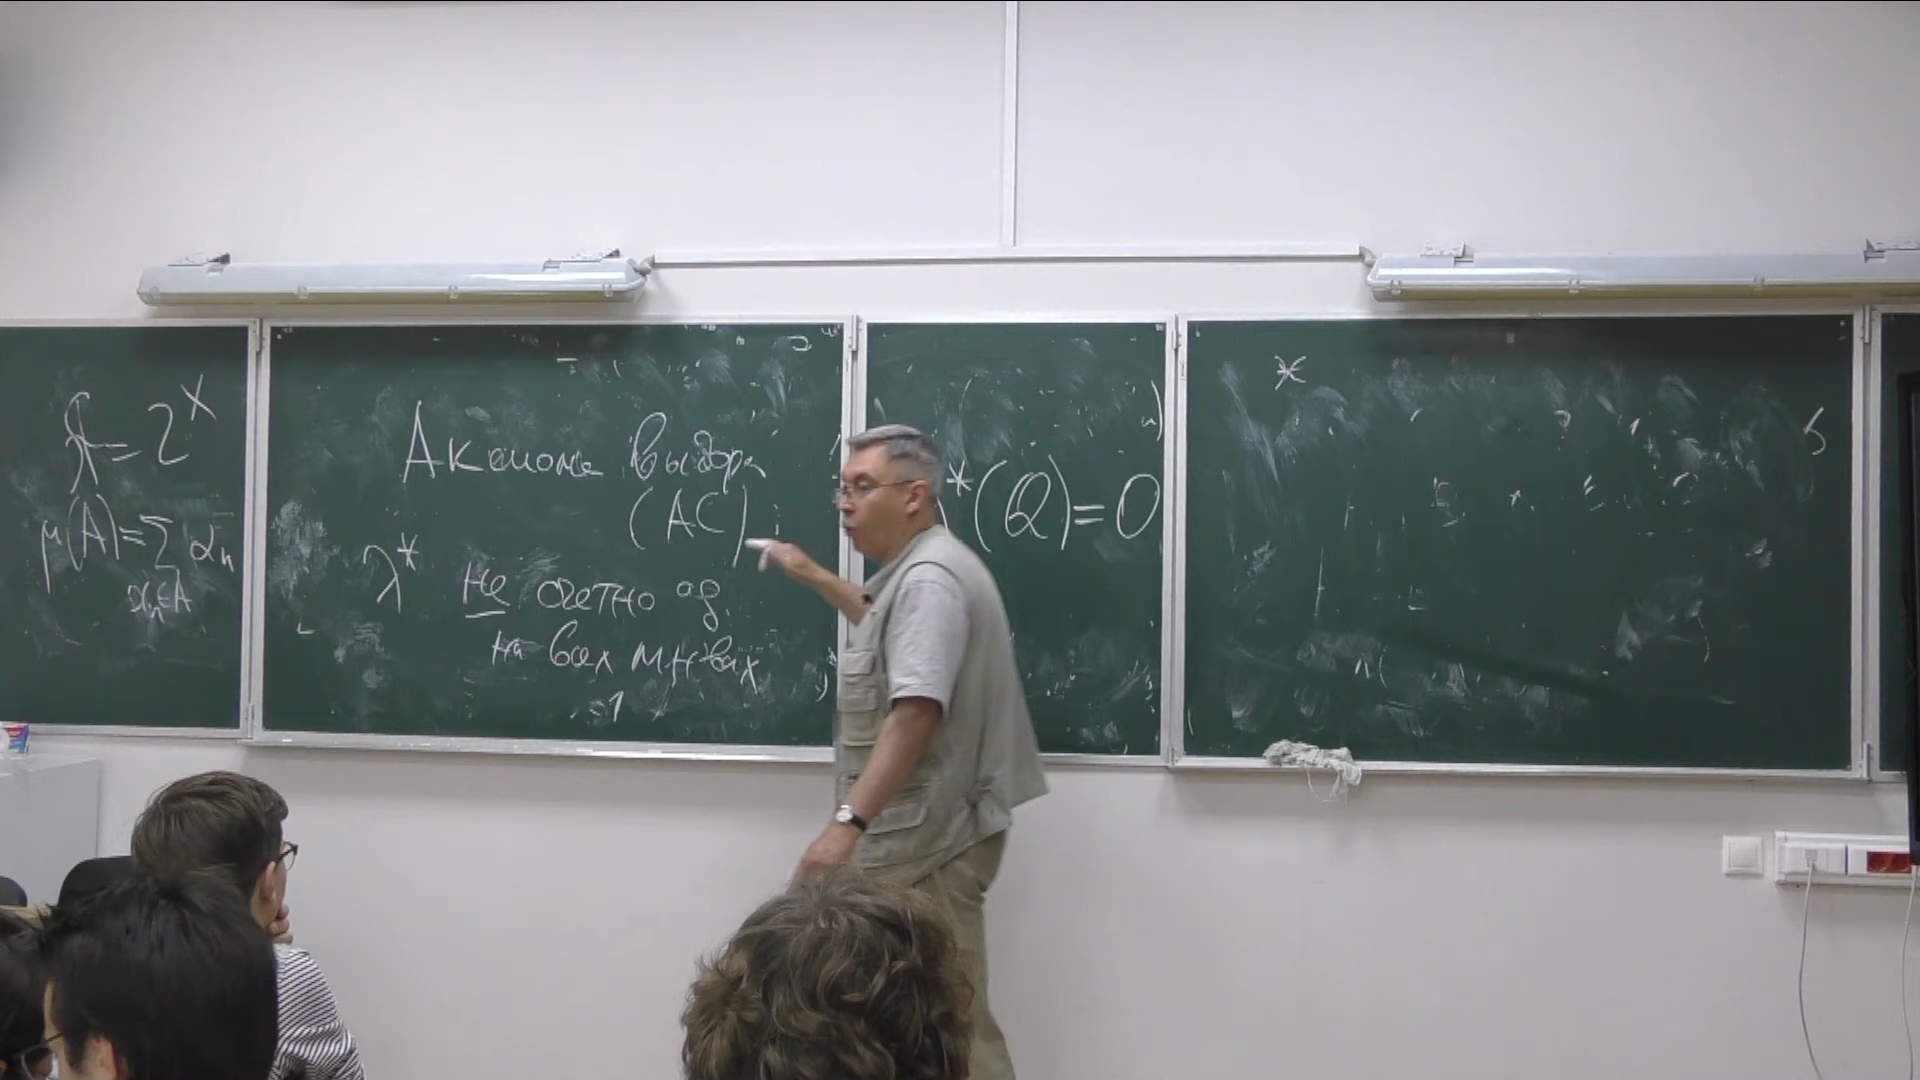 𝔄 = 2^X
μ(A) = ∑ α_n
x_n ∈ A
Аксиома выбора
(AC)
λ* не счетно ад.
на всех мн-вах
*(Q) = 0